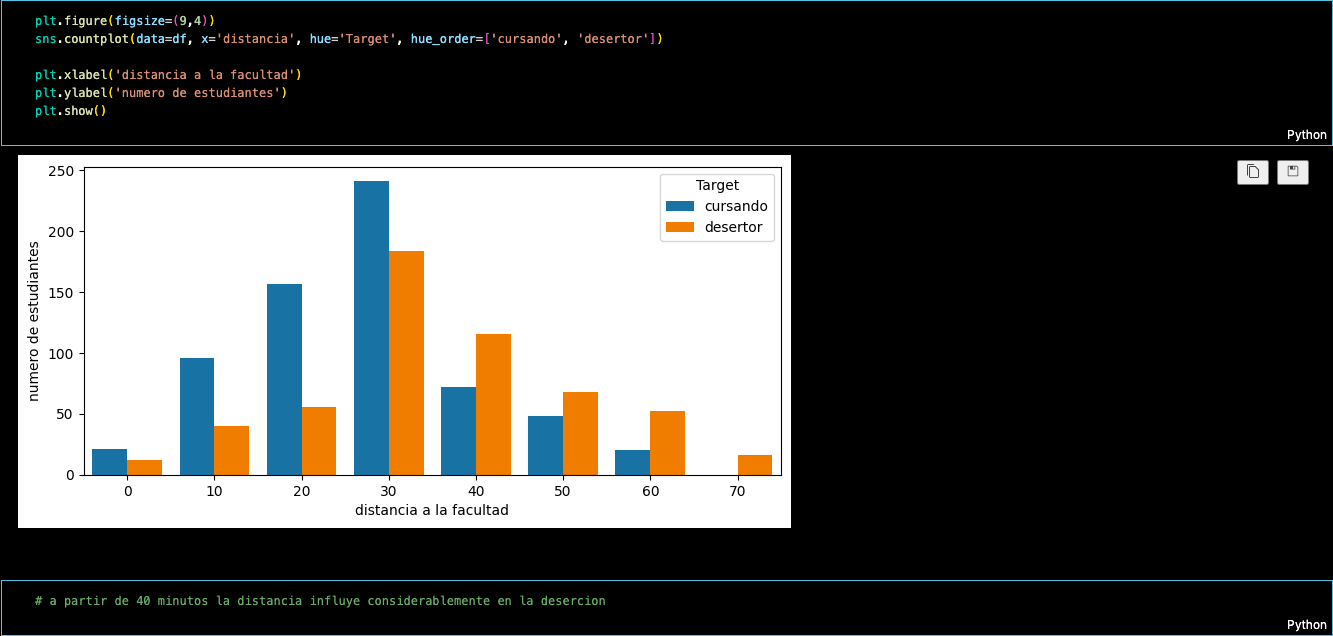 plt.figure(figsize=(9,4))
sns.countplot(data=df, x='distancia', hue='Target', hue_order=['cursando', 'desertor'])
plt.xlabel('distancia a la facultad')
plt.ylabel('numero de estudiantes')
plt.show()
Python
250
200
150
100
50
0
numero de estudiantes
Target
cursando
desertor
0 10 20 30 40 50 60 70
distancia a la facultad
# a partir de 40 minutos la distancia influye considerablemente en la desercion
Python